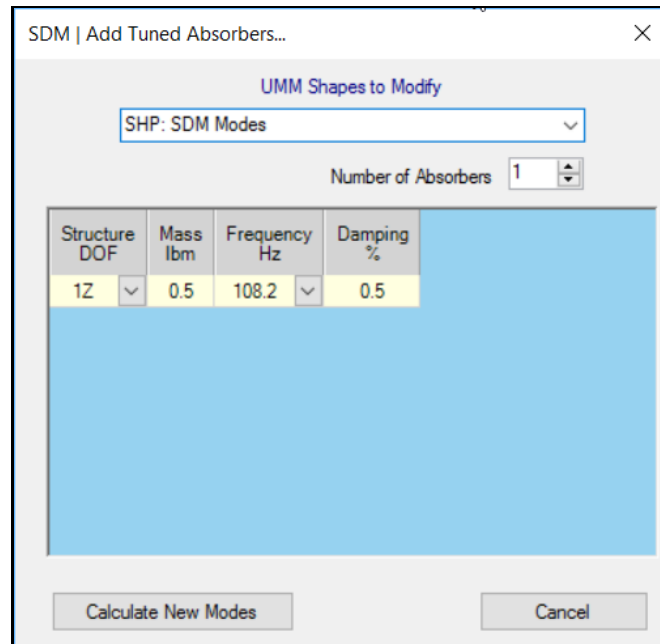 SDM | Add Tuned Absorbers...
UMM Shapes to Modify
SHP: SDM Modes
Number of Absorbers 1
Structure DOF Mass lbm Frequency Hz Damping %
1Z 0.5 108.2 0.5
Calculate New Modes Cancel